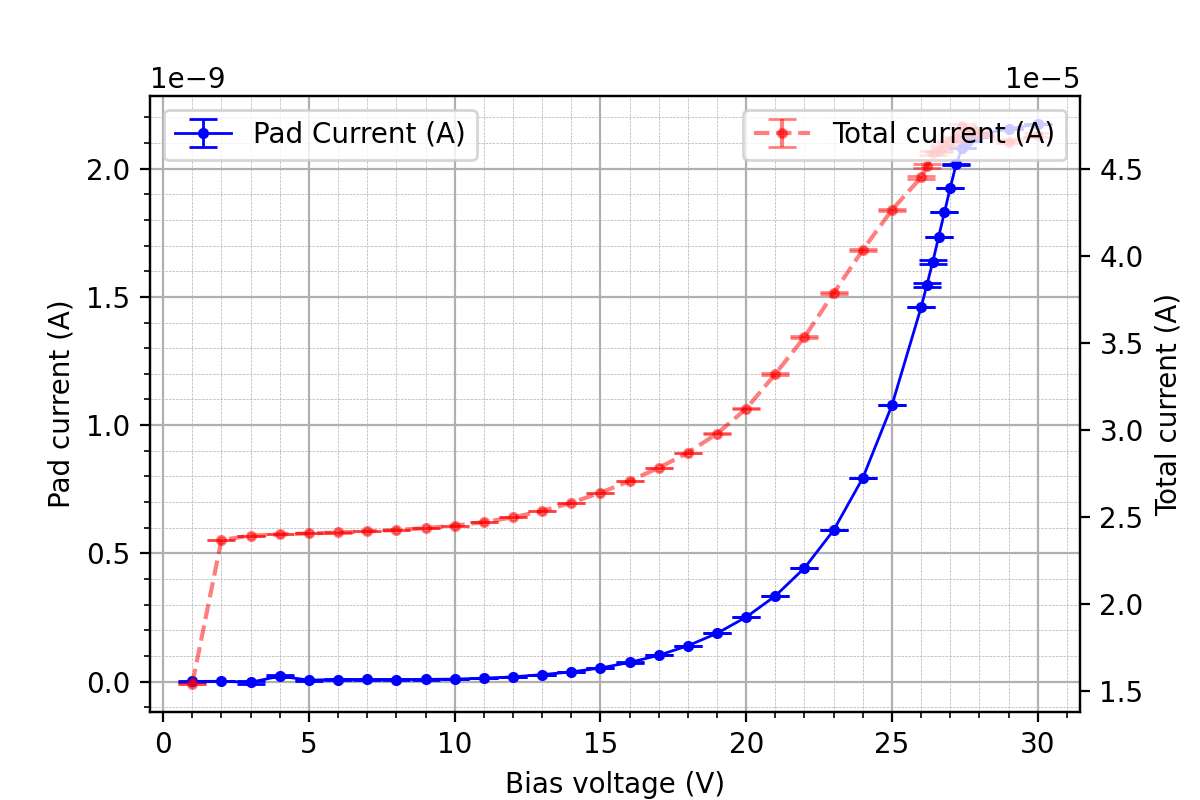 1e−9
1e−5
Pad Current (A)
Total current (A)
Pad current (A)
2.0
1.5
1.0
0.5
0.0
4.5
4.0
3.5
3.0
2.5
2.0
1.5
Total current (A)
0 5 10 15 20 25 30
Bias voltage (V)